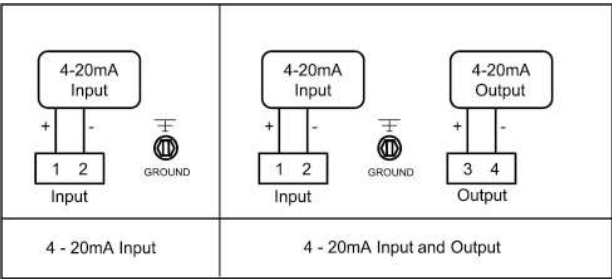 4-20mA
Input
+ -
1 2
Input
GROUND
4 - 20mA Input
4-20mA
Input
+ -
1 2
Input
GROUND
4-20mA
Output
+ -
3 4
Output
4 - 20mA Input and Output